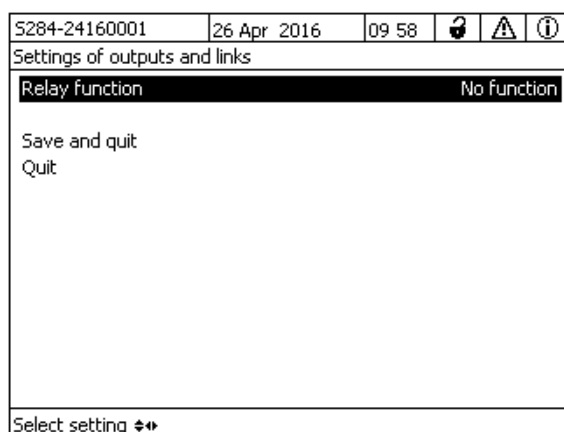 S284-24160001 26 Apr 2016 09 58
Settings of outputs and links
Relay function No function
Save and quit
Quit
Select setting